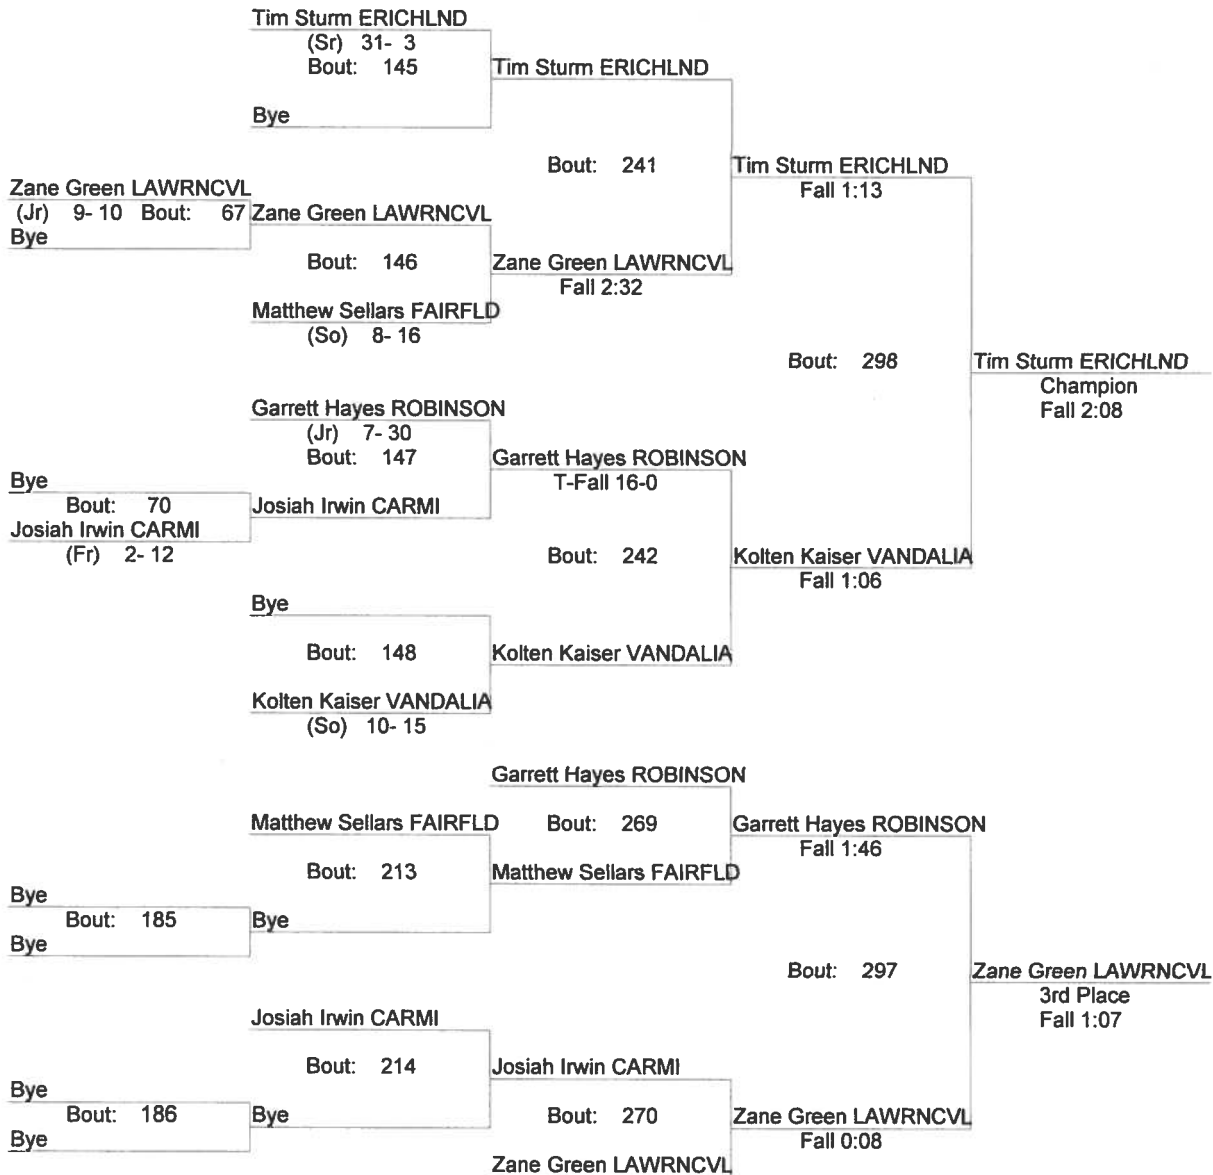 Tim Sturm ERICHLND
(Sr) 31- 3
Bout: 145
Tim Sturm ERICHLND
Bye
Bout: 241
Tim Sturm ERICHLND
Fall 1:13
Zane Green LAWRNCVL
(Jr) 9- 10 Bout: 67
Zane Green LAWRNCVL
Bye
Bout: 146
Zane Green LAWRNCVL
Fall 2:32
Matthew Sellars FAIRFLD
(So) 8- 16
Bout: 298
Tim Sturm ERICHLND
Champion
Fall 2:08
Garrett Hayes ROBINSON
(Jr) 7- 30
Bout: 147
Garrett Hayes ROBINSON
T-Fall 16-0
Bye
Bout: 70
Josiah Irwin CARMI
Josiah Irwin CARMI
(Fr) 2- 12
Bout: 242
Kolten Kaiser VANDALIA
Fall 1:06
Bye
Bout: 148
Kolten Kaiser VANDALIA
Kolten Kaiser VANDALIA
(So) 10- 15
Garrett Hayes ROBINSON
Matthew Sellars FAIRFLD
Bout: 269
Garrett Hayes ROBINSON
Fall 1:46
Bout: 213
Matthew Sellars FAIRFLD
Bye
Bout: 185
Bye
Bye
Bout: 297
Zane Green LAWRNCVL
3rd Place
Fall 1:07
Josiah Irwin CARMI
Bout: 214
Josiah Irwin CARMI
Bye
Bout: 186
Bye
Bye
Bout: 270
Zane Green LAWRNCVL
Fall 0:08
Zane Green LAWRNCVL